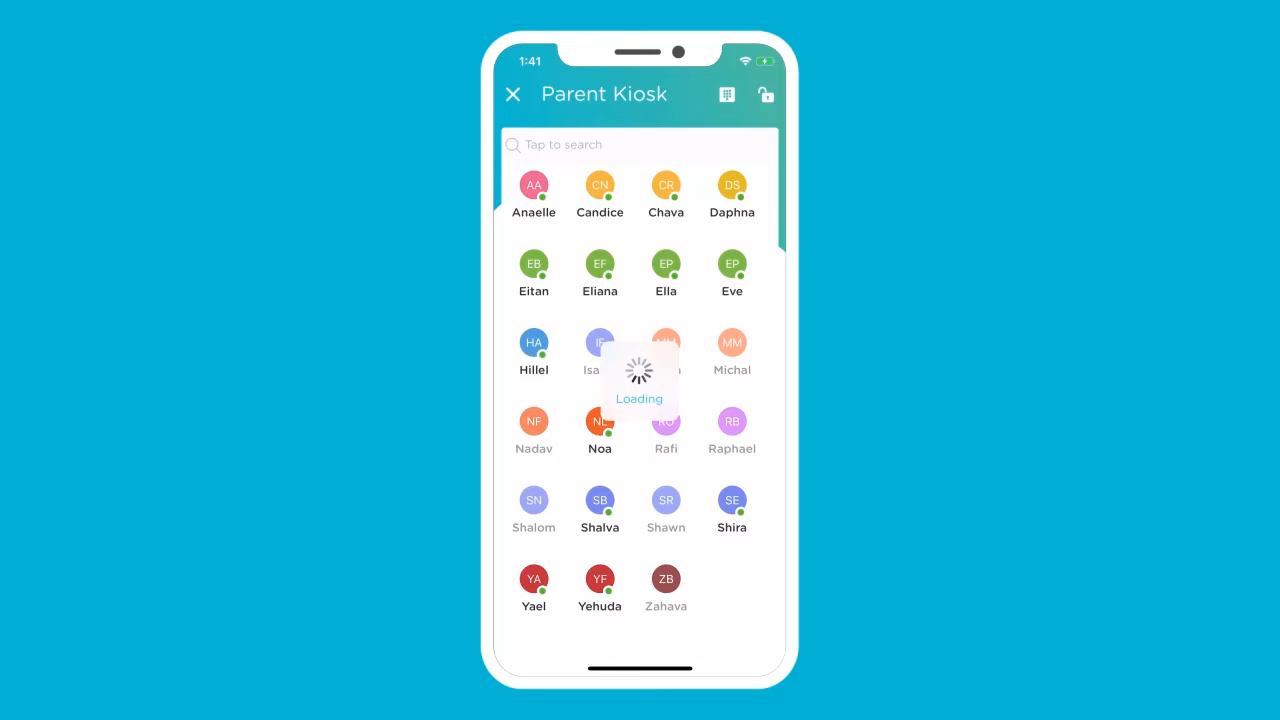 1:41
Parent Kiosk
Tap to search
AA CN CR DS
Anaelle Candice Chava Daphna
EB EF EP EP
Eitan Eliana Ella Eve
HA MM
Hillel Michal
Loading
NF RB
Nadav Noa Rafi Raphael
SN SB SR SE
Shalom Shalva Shawn Shira
YA YF ZB
Yael Yehuda Zahava